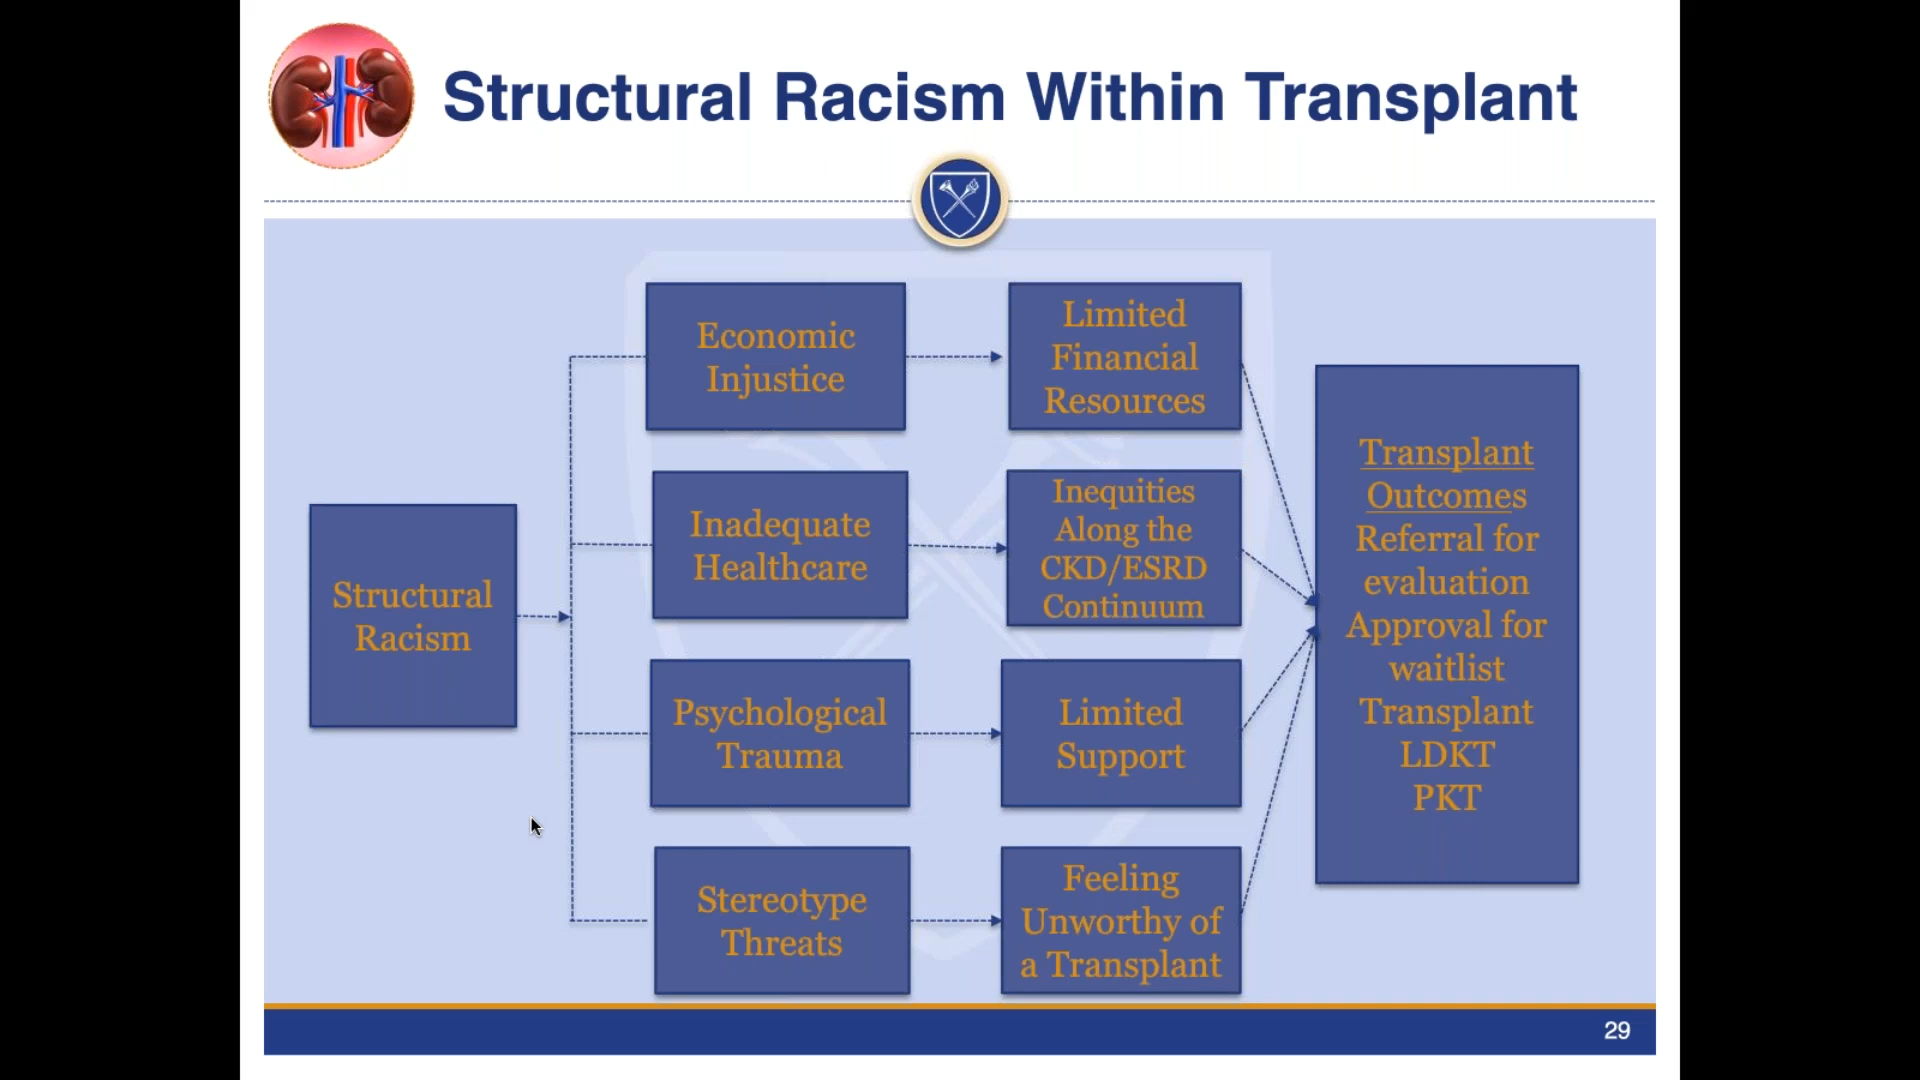 Structural Racism Within Transplant
Structural
Racism
Economic
Injustice
Limited
Financial
Resources
Inadequate
Healthcare
Inequities
Along the
CKD/ESRD
Continuum
Psychological
Trauma
Limited
Support
Stereotype
Threats
Feeling
Unworthy of
a Transplant
Transplant
Outcomes
Referral for
evaluation
Approval for
waitlist
Transplant
LDKT
PKT
29